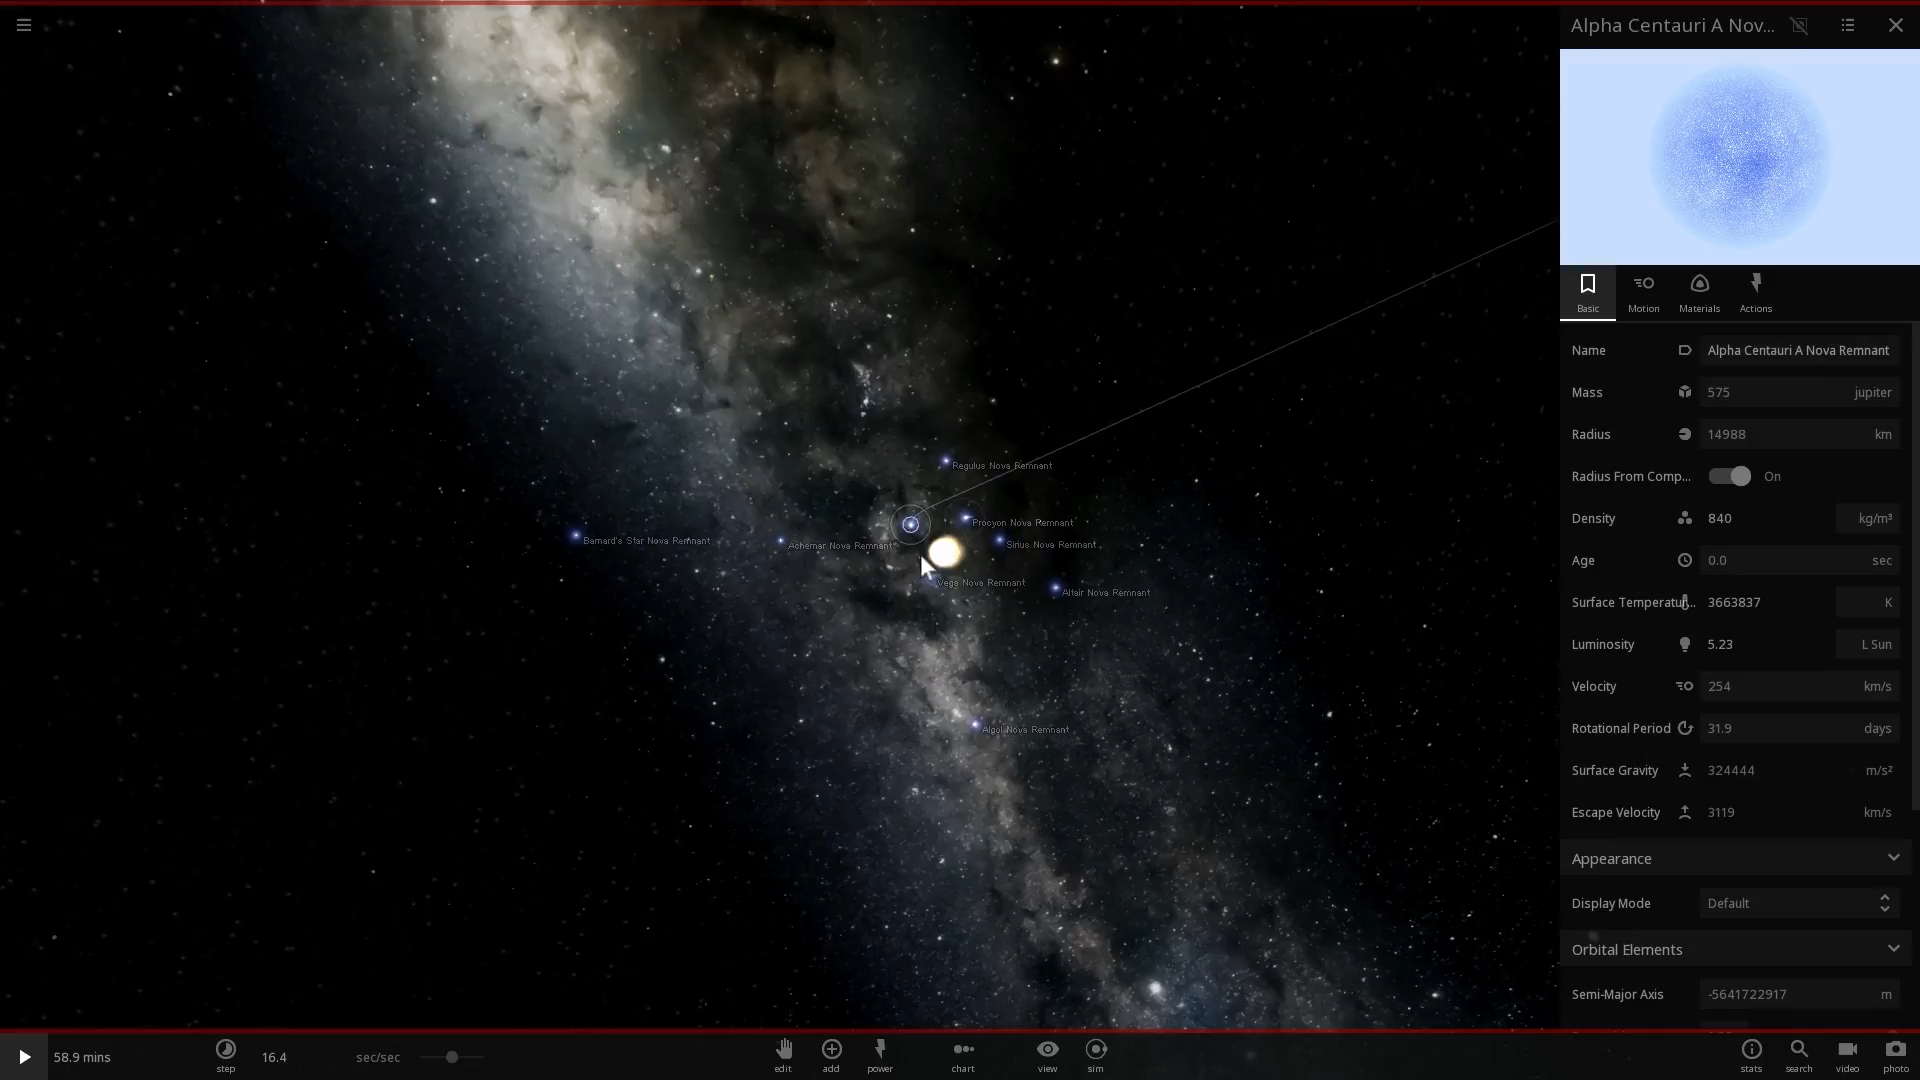 Alpha Centauri A Nov...
Basic
Motion
Materials
Actions
Name
Alpha Centauri A Nova Remnant
Mass
575
jupiter
Radius
14988
km
Radius From Comp...
On
Density
840
kg/m³
Age
0.0
sec
Surface Temperatur...
3663837
K
Luminosity
5.23
L Sun
Velocity
254
km/s
Rotational Period
31.9
days
Surface Gravity
324444
m/s²
Escape Velocity
3119
km/s
Appearance
Display Mode
Default
Orbital Elements
Semi-Major Axis
-5641722917
m
Regulus Nova Remnant
Procyon Nova Remnant
Barnard's Star Nova Remnant
Achernar Nova Remnant
Sirius Nova Remnant
Vega Nova Remnant
Altair Nova Remnant
Algol Nova Remnant
58.9 mins
step
16.4
sec/sec
edit
add
power
chart
view
sim
stats
search
video
photo